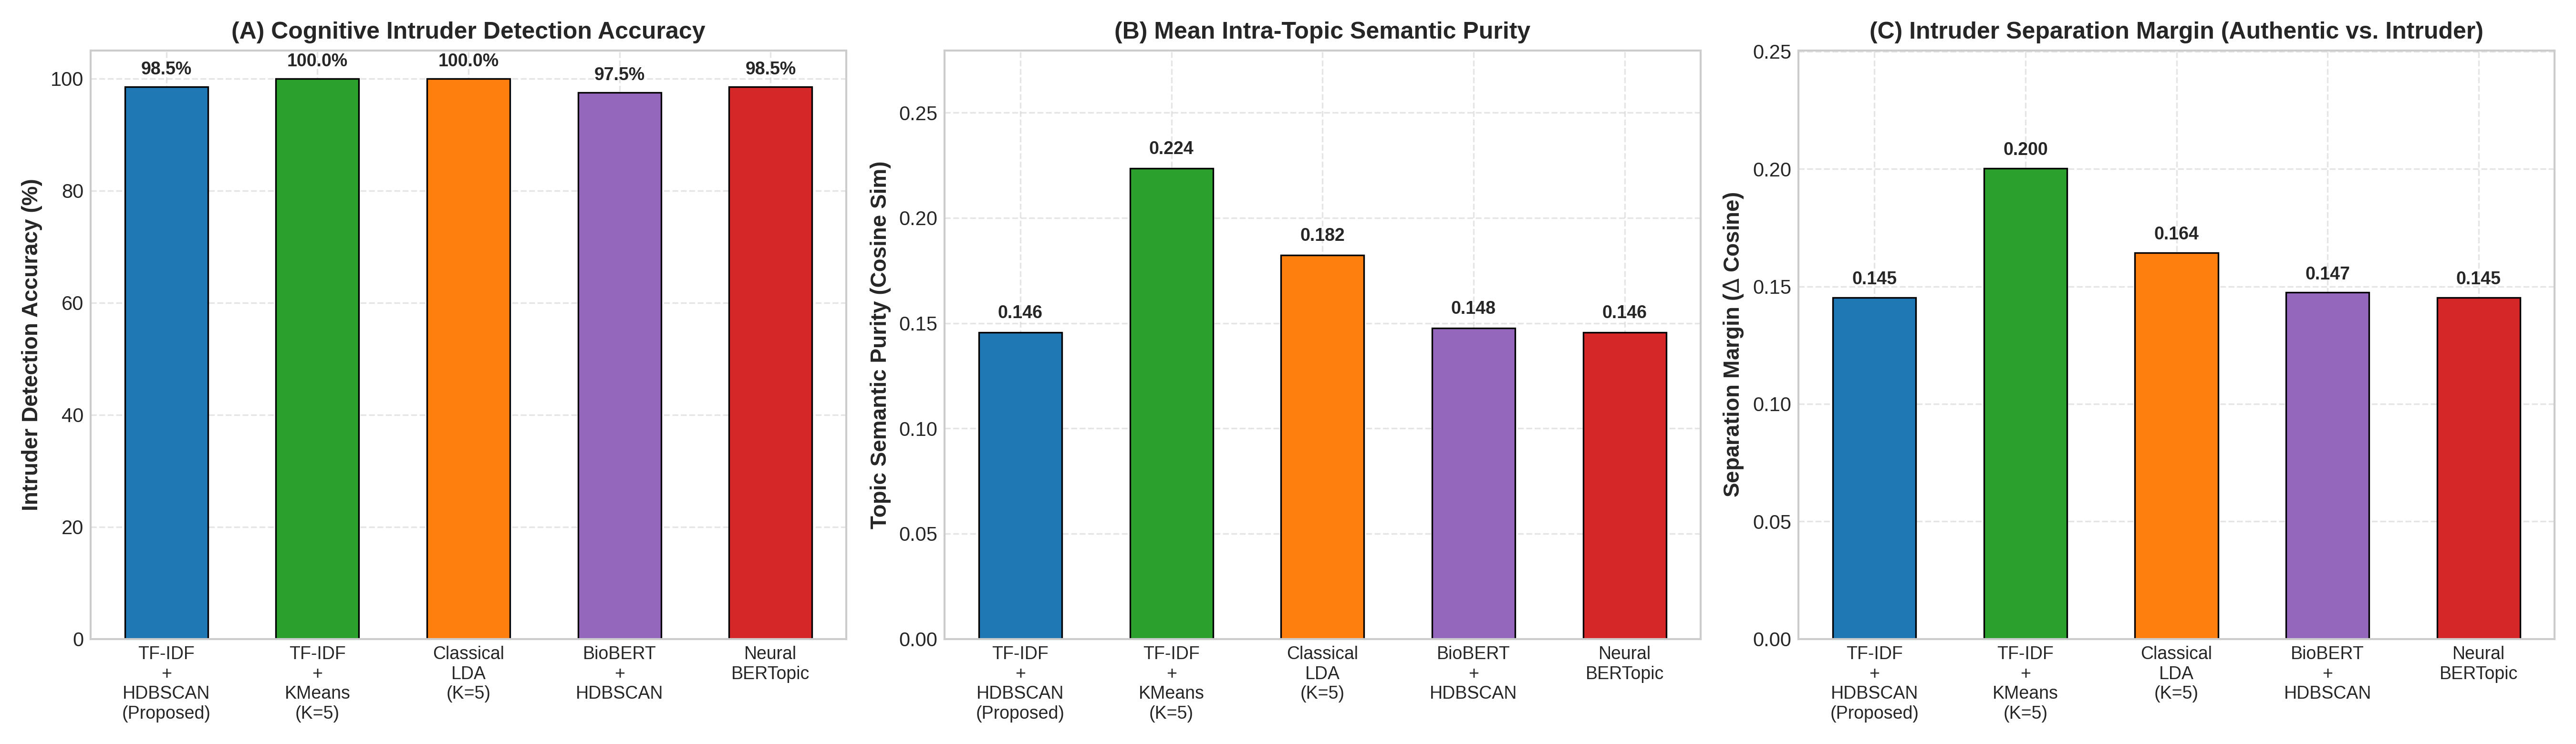 (A) Cognitive Intruder Detection Accuracy
Intruder Detection Accuracy (%)
100
80
60
40
20
0
98.5%
100.0%
100.0%
97.5%
98.5%
TF-IDF
+
HDBSCAN
(Proposed)
TF-IDF
+
KMeans
(K=5)
Classical
LDA
(K=5)
BioBERT
+
HDBSCAN
Neural
BERTopic
(B) Mean Intra-Topic Semantic Purity
Topic Semantic Purity (Cosine Sim)
0.25
0.20
0.15
0.10
0.05
0.00
0.146
0.224
0.182
0.148
0.146
TF-IDF
+
HDBSCAN
(Proposed)
TF-IDF
+
KMeans
(K=5)
Classical
LDA
(K=5)
BioBERT
+
HDBSCAN
Neural
BERTopic
(C) Intruder Separation Margin (Authentic vs. Intruder)
Separation Margin (Δ Cosine)
0.25
0.20
0.15
0.10
0.05
0.00
0.145
0.200
0.164
0.147
0.145
TF-IDF
+
HDBSCAN
(Proposed)
TF-IDF
+
KMeans
(K=5)
Classical
LDA
(K=5)
BioBERT
+
HDBSCAN
Neural
BERTopic